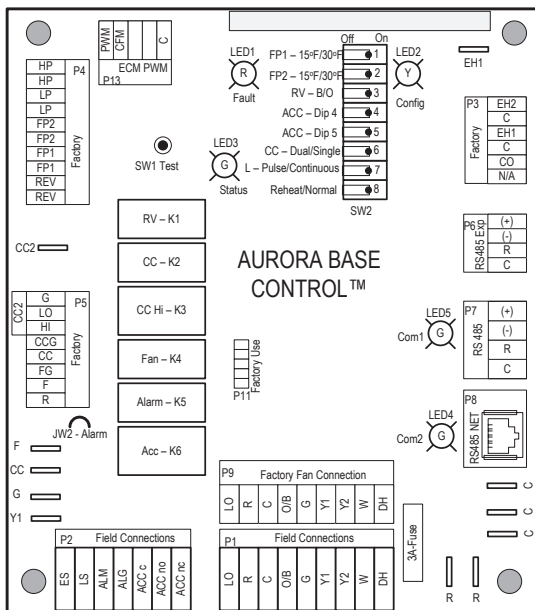 PWM
CFM
C
ECM PWM
P13
P4
HP
HP
LP
LP
FP2
FP2
FP1
FP1
REV
REV
Factory
SW1 Test
LED1
R
Fault
LED3
G
Status
Off On
FP1 – 15ºF/30ºF 1
FP2 – 15ºF/30ºF 2
RV – B/O 3
ACC – Dip 4 4
ACC – Dip 5 5
CC – Dual/Single 6
L – Pulse/Continuous 7
Reheat/Normal 8
SW2
LED2
Y
Config
EH1
P3
Factory
EH2
C
EH1
C
CO
N/A
P6
RS485 Exp
(+)
(-)
R
C
P7
RS 485
(+)
(-)
R
C
LED5
Com1
G
P8
RS485 NET
LED4
Com2
G
CC2
RV – K1
CC – K2
CC Hi – K3
Fan – K4
Alarm – K5
Acc – K6
AURORA BASE
CONTROL™
Factory Use
P11
CC2
P5
G
LO
HI
CCG
CC
FG
F
R
Factory
JW2 - Alarm
F
CC
G
Y1
P9 Factory Fan Connection
LO
R
C
O/B
G
Y1
Y2
W
DH
P2 Field Connections
ES
LS
ALM
ALG
ACC c
ACC no
ACC nc
P1 Field Connections
LO
R
C
O/B
G
Y1
Y2
W
DH
3A-Fuse
C
C
C
R
R